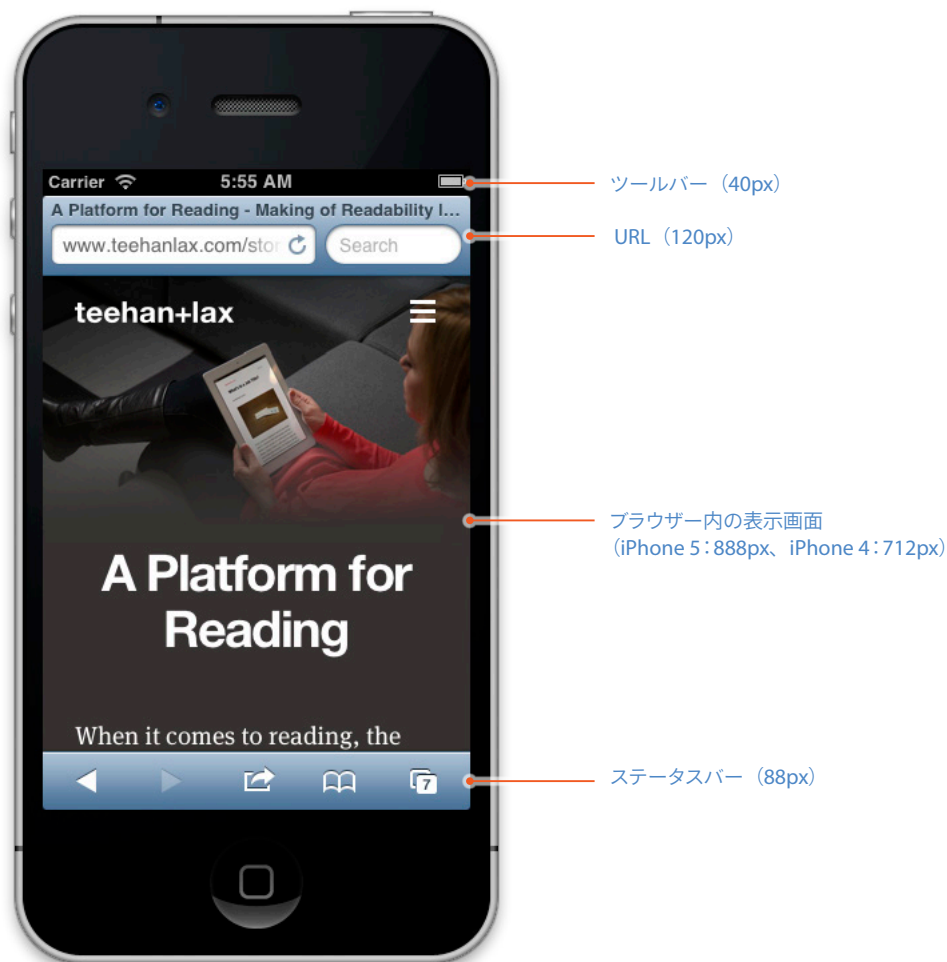 Carrier
5:55 AM
ツールバー（40px）
A Platform for Reading - Making of Readability I...
www.teehanlax.com/stor
Search
URL（120px）
teehan+lax
ブラウザー内の表示画面
（iPhone 5：888px、iPhone 4：712px）
A Platform for
Reading
When it comes to reading, the
7
ステータスバー（88px）